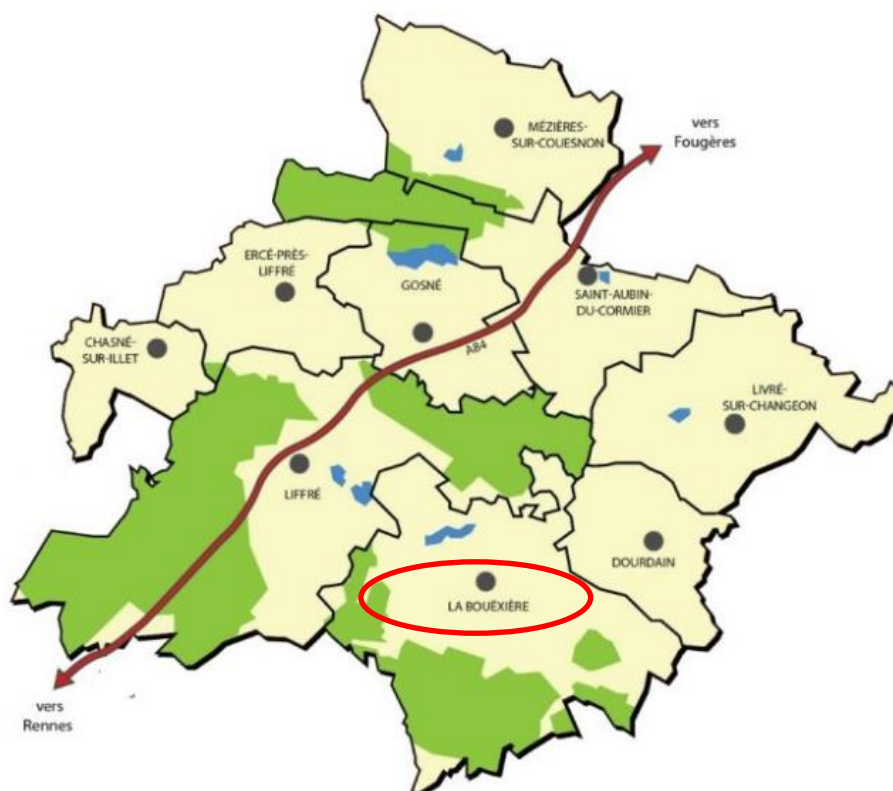 MÉZIÈRES-
SUR-COUESNON
vers
Fougères
ERCÉ-PRÈS-
LIFFRÉ
GOSNÉ
SAINT-AUBIN-
DU-CORMIER
CHASNÉ-
SUR-ILLET
A84
LIVRÉ-
SUR-CHANGEON
LIFFRÉ
DOURDAIN
LA BOUËXIÈRE
vers
Rennes